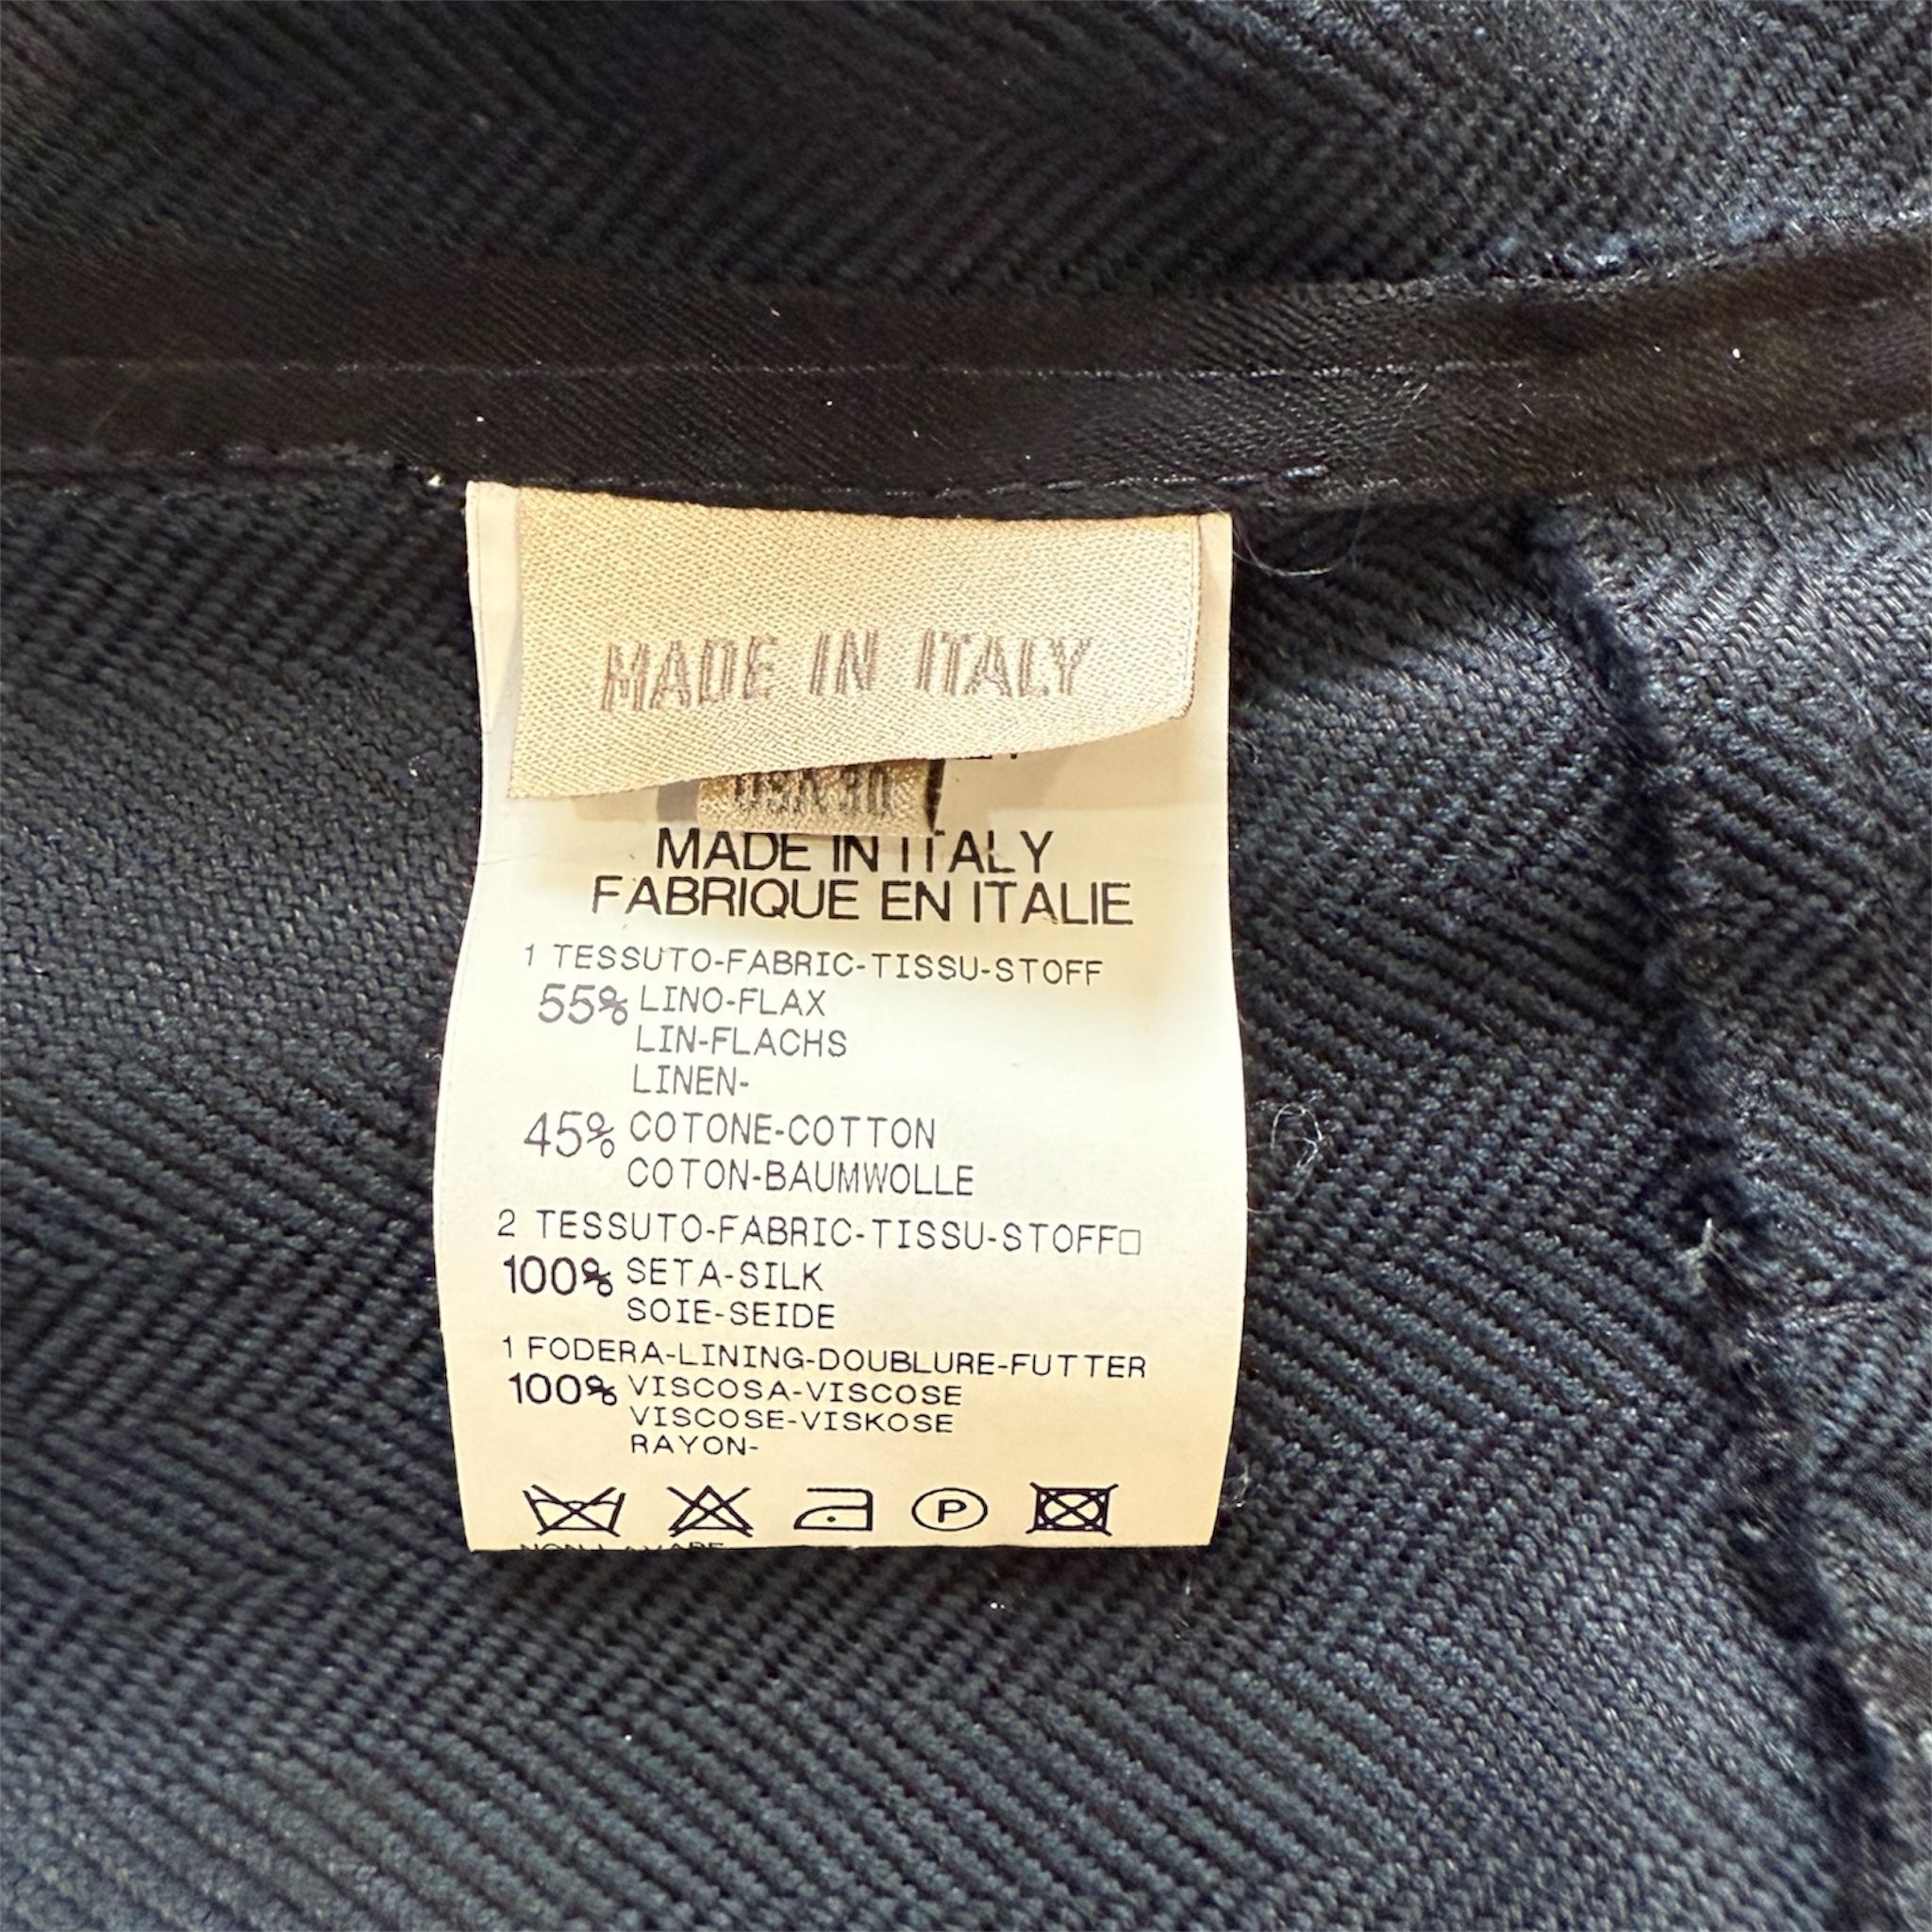 MADE IN ITALY
MADE IN ITALY
FABRIQUE EN ITALIE
1 TESSUTO-FABRIC-TISSU-STOFF
55% LINO-FLAX
LIN-FLACHS
LINEN-
45% COTONE-COTTON
COTON-BAUMWOLLE
2 TESSUTO-FABRIC-TISSU-STOFF□
100% SETA-SILK
SOIE-SEIDE
1 FODERA-LINING-DOUBLURE-FUTTER
100% VISCOSA-VISCOSE
VISCOSE-VISKOSE
RAYON-
P